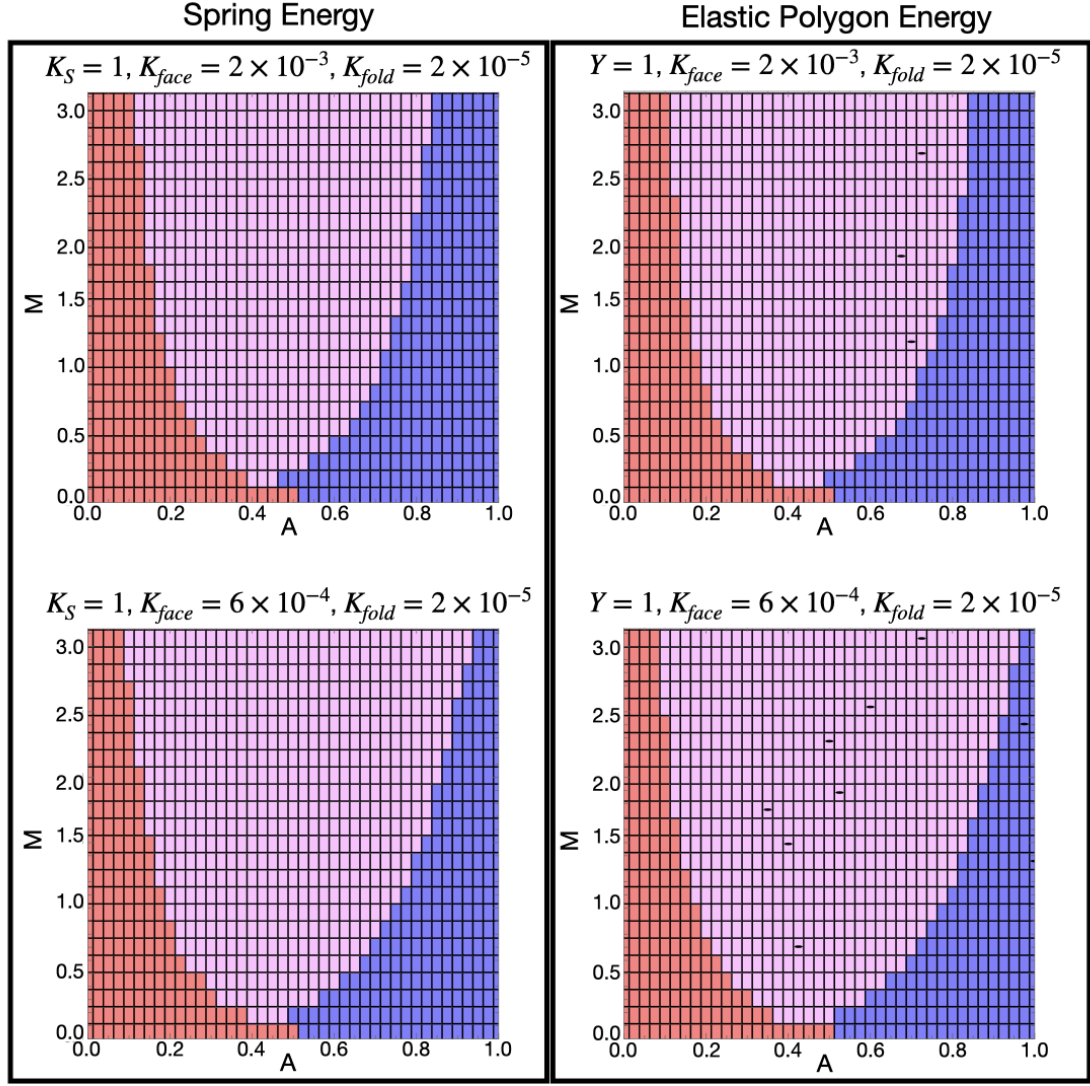 Spring Energy
Elastic Polygon Energy
K_S = 1, K_face = 2 × 10⁻³, K_fold = 2 × 10⁻⁵
3.0
2.5
2.0
1.5
1.0
0.5
0.0
M
0.0 0.2 0.4 0.6 0.8 1.0
A
Y = 1, K_face = 2 × 10⁻³, K_fold = 2 × 10⁻⁵
3.0
2.5
2.0
1.5
1.0
0.5
0.0
M
0.0 0.2 0.4 0.6 0.8 1.0
A
K_S = 1, K_face = 6 × 10⁻⁴, K_fold = 2 × 10⁻⁵
3.0
2.5
2.0
1.5
1.0
0.5
0.0
M
0.0 0.2 0.4 0.6 0.8 1.0
A
Y = 1, K_face = 6 × 10⁻⁴, K_fold = 2 × 10⁻⁵
3.0
2.5
2.0
1.5
1.0
0.5
0.0
M
0.0 0.2 0.4 0.6 0.8 1.0
A